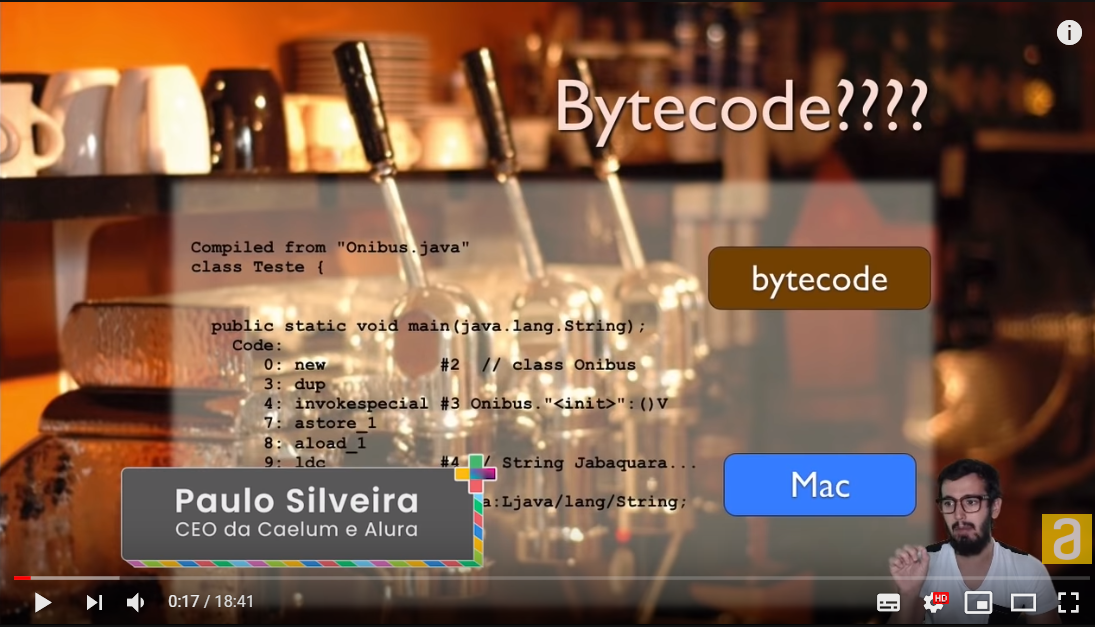 Bytecode????
Compiled from "Onibus.java"
class Teste {
bytecode
public static void main(java.lang.String);
Code:
0: new #2 // class Onibus
3: dup
4: invokespecial #3 Onibus."<init>":()V
7: astore_1
8: aload_1
9: ldc #4 // String Jabaquara...
a:Ljava/lang/String;
Mac
Paulo Silveira
CEO da Caelum e Alura
a
0:17 / 18:41
HD